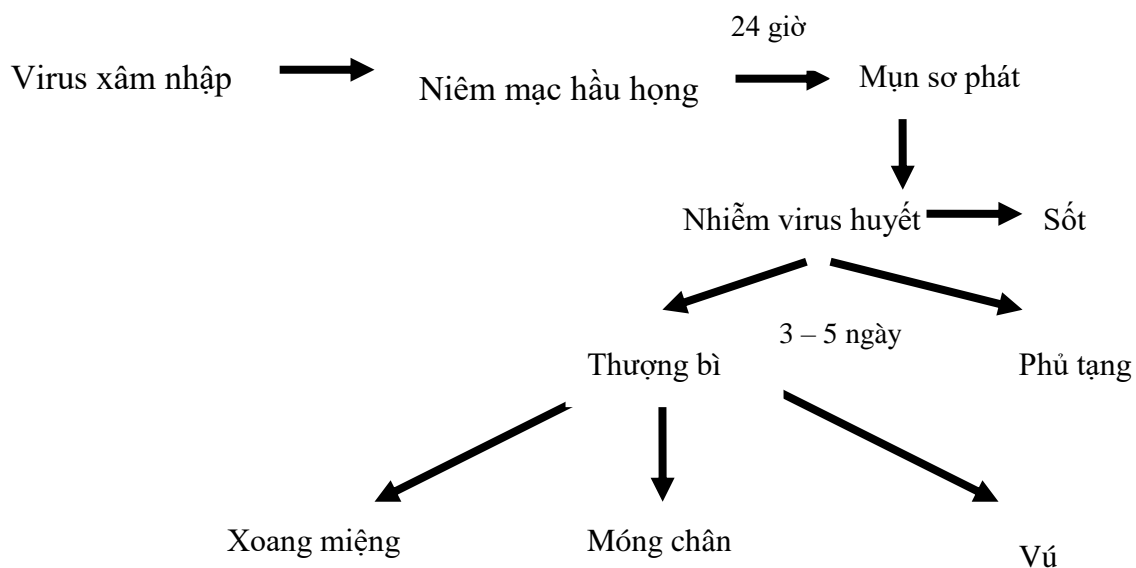 24 giờ
Virus xâm nhập
Niêm mạc hầu họng
Mụn sơ phát
Nhiễm virus huyết
Sốt
3 – 5 ngày
Thượng bì
Phủ tạng
Xoang miệng
Móng chân
Vú